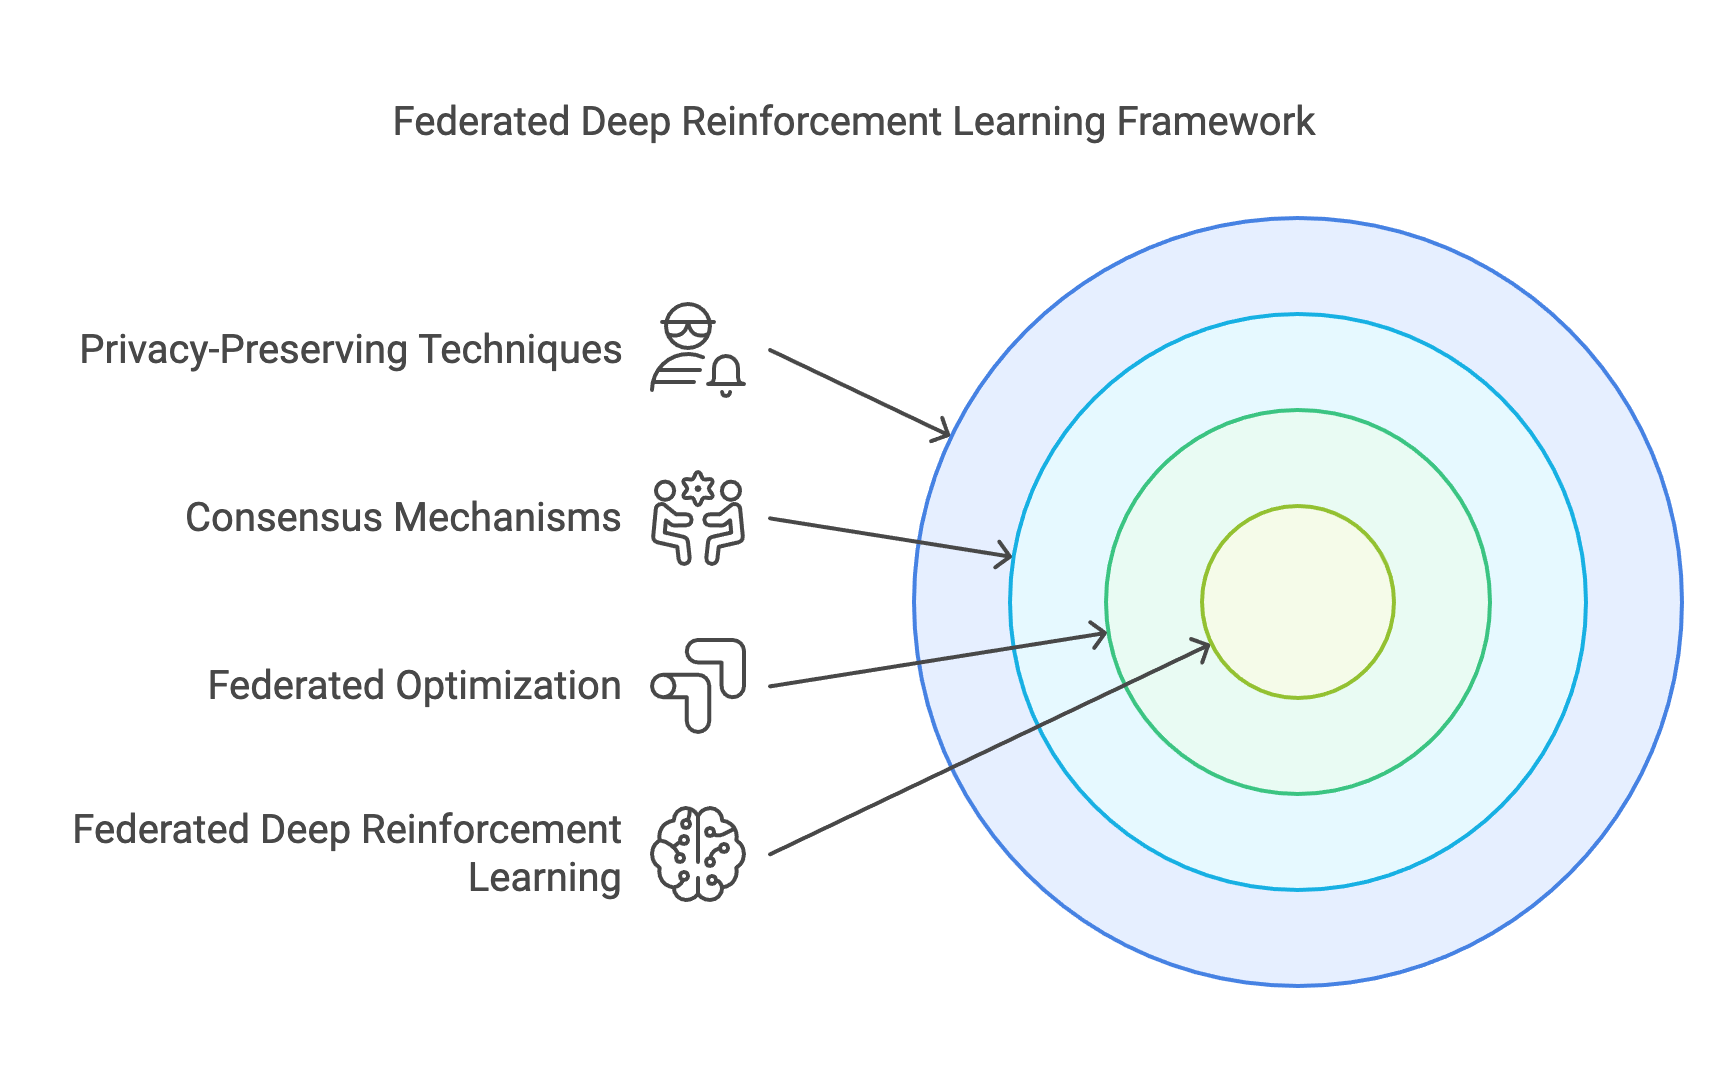 Federated Deep Reinforcement Learning Framework
Privacy-Preserving Techniques
Consensus Mechanisms
Federated Optimization
Federated Deep Reinforcement
Learning